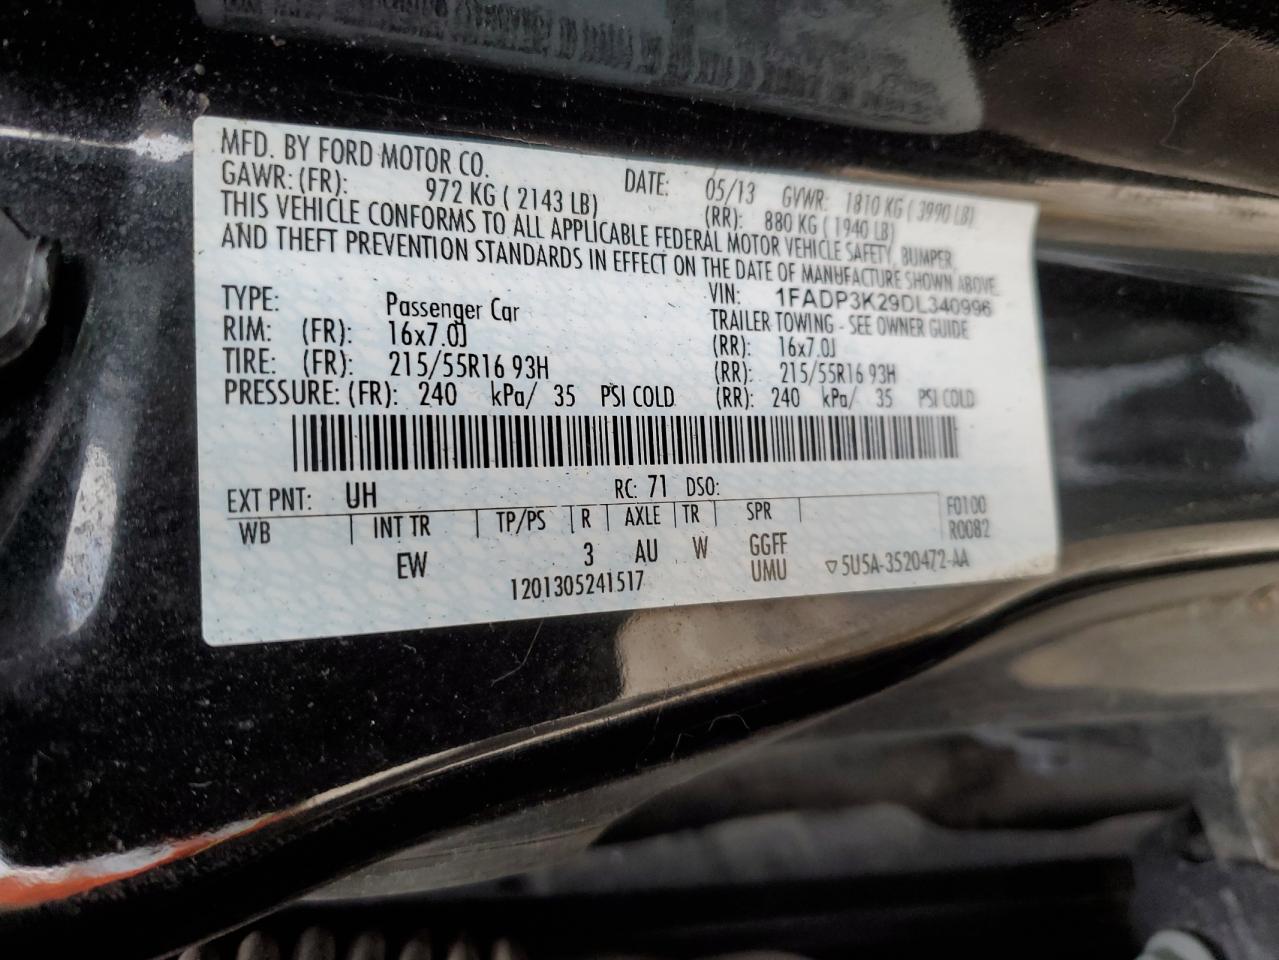 MFD. BY FORD MOTOR CO.
DATE: 05/13 GVWR: 1810 KG ( 3990 LB)
GAWR: (FR): 972 KG ( 2143 LB) (RR): 880 KG ( 1940 LB)
THIS VEHICLE CONFORMS TO ALL APPLICABLE FEDERAL MOTOR VEHICLE SAFETY, BUMPER,
AND THEFT PREVENTION STANDARDS IN EFFECT ON THE DATE OF MANUFACTURE SHOWN ABOVE.
VIN: 1FADP3K29DL340996
TYPE: Passenger Car TRAILER TOWING - SEE OWNER GUIDE
RIM: (FR): 16x7.0J (RR): 16x7.0J
TIRE: (FR): 215/55R16 93H (RR): 215/55R16 93H
PRESSURE: (FR): 240 kPa/ 35 PSI COLD (RR): 240 kPa/ 35 PSI COLD
EXT PNT: UH RC: 71 DSO:
WB INT TR TP/PS R AXLE TR SPR F0100
R0082
EW 3 AU W GGFF
UMU ▽5U5A-3520472-AA
1201305241517